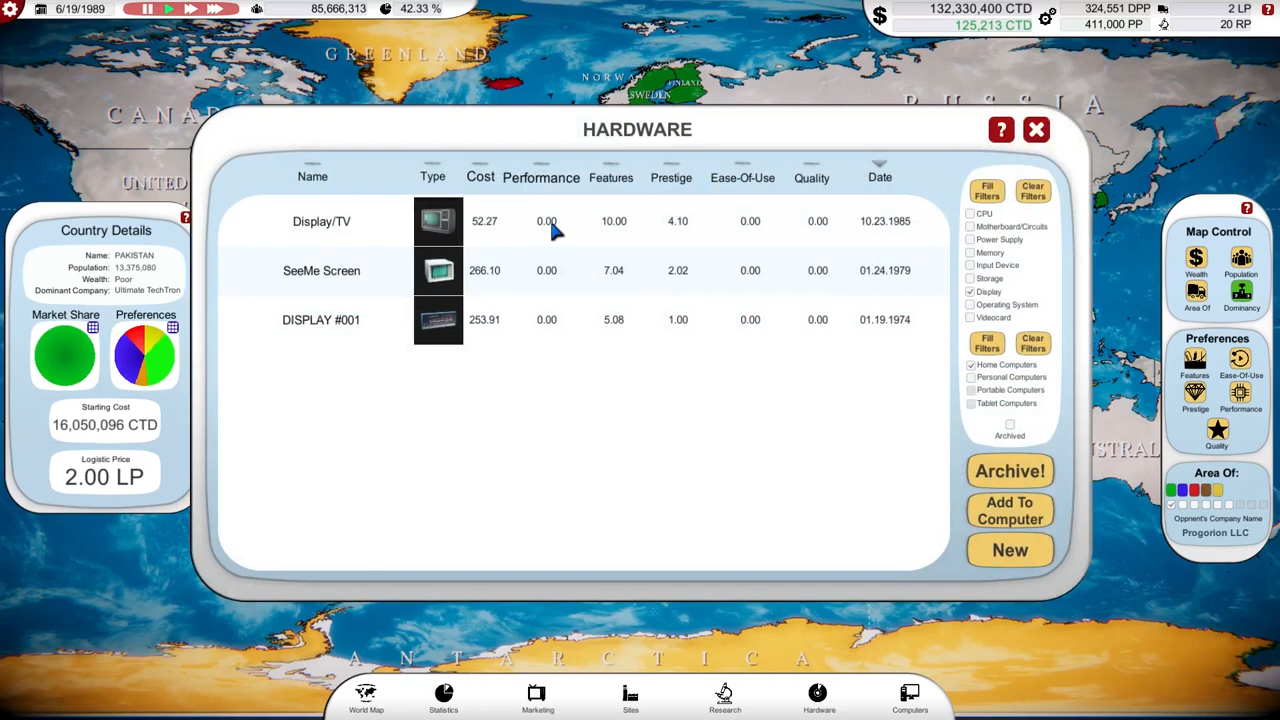 6/19/1989
85,666,313
42.33 %
$
132,330,400 CTD
125,213 CTD
324,551 DPP
411,000 PP
2 LP
20 RP
?
GREENLAND
NORWAY
FINLAND
SWEDEN
CANAD
RUSSIA
UNITED
HARDWARE
?
Name
Type
Cost
Performance
Features
Prestige
Ease-Of-Use
Quality
Date
Display/TV
52.27
0.00
10.00
4.10
0.00
0.00
10.23.1985
SeeMe Screen
266.10
0.00
7.04
2.02
0.00
0.00
01.24.1979
DISPLAY #001
253.91
0.00
5.08
1.00
0.00
0.00
01.19.1974
Fill
Filters
Clear
Filters
CPU
Motherboard/Circuits
Power Supply
Memory
Input Device
Storage
Display
Operating System
Videocard
Fill
Filters
Clear
Filters
Home Computers
Personal Computers
Portable Computers
Tablet Computers
Archived
Archive!
Add To
Computer
New
?
Country Details
Name: PAKISTAN
Population: 13,375,080
Wealth: Poor
Dominant Company: Ultimate TechTron
Market Share
Preferences
Starting Cost
16,050,096 CTD
Logistic Price
2.00 LP
?
Map Control
$
Wealth
Population
Area Of
Dominancy
Preferences:
Features
Ease-Of-Use
Prestige
Performance
Quality
Area Of:
Oppnent's Company Name
Progorion LLC
USTRAL
ANTARCTICA
World Map
Statistics
Marketing
Sites
Research
Hardware
Computers